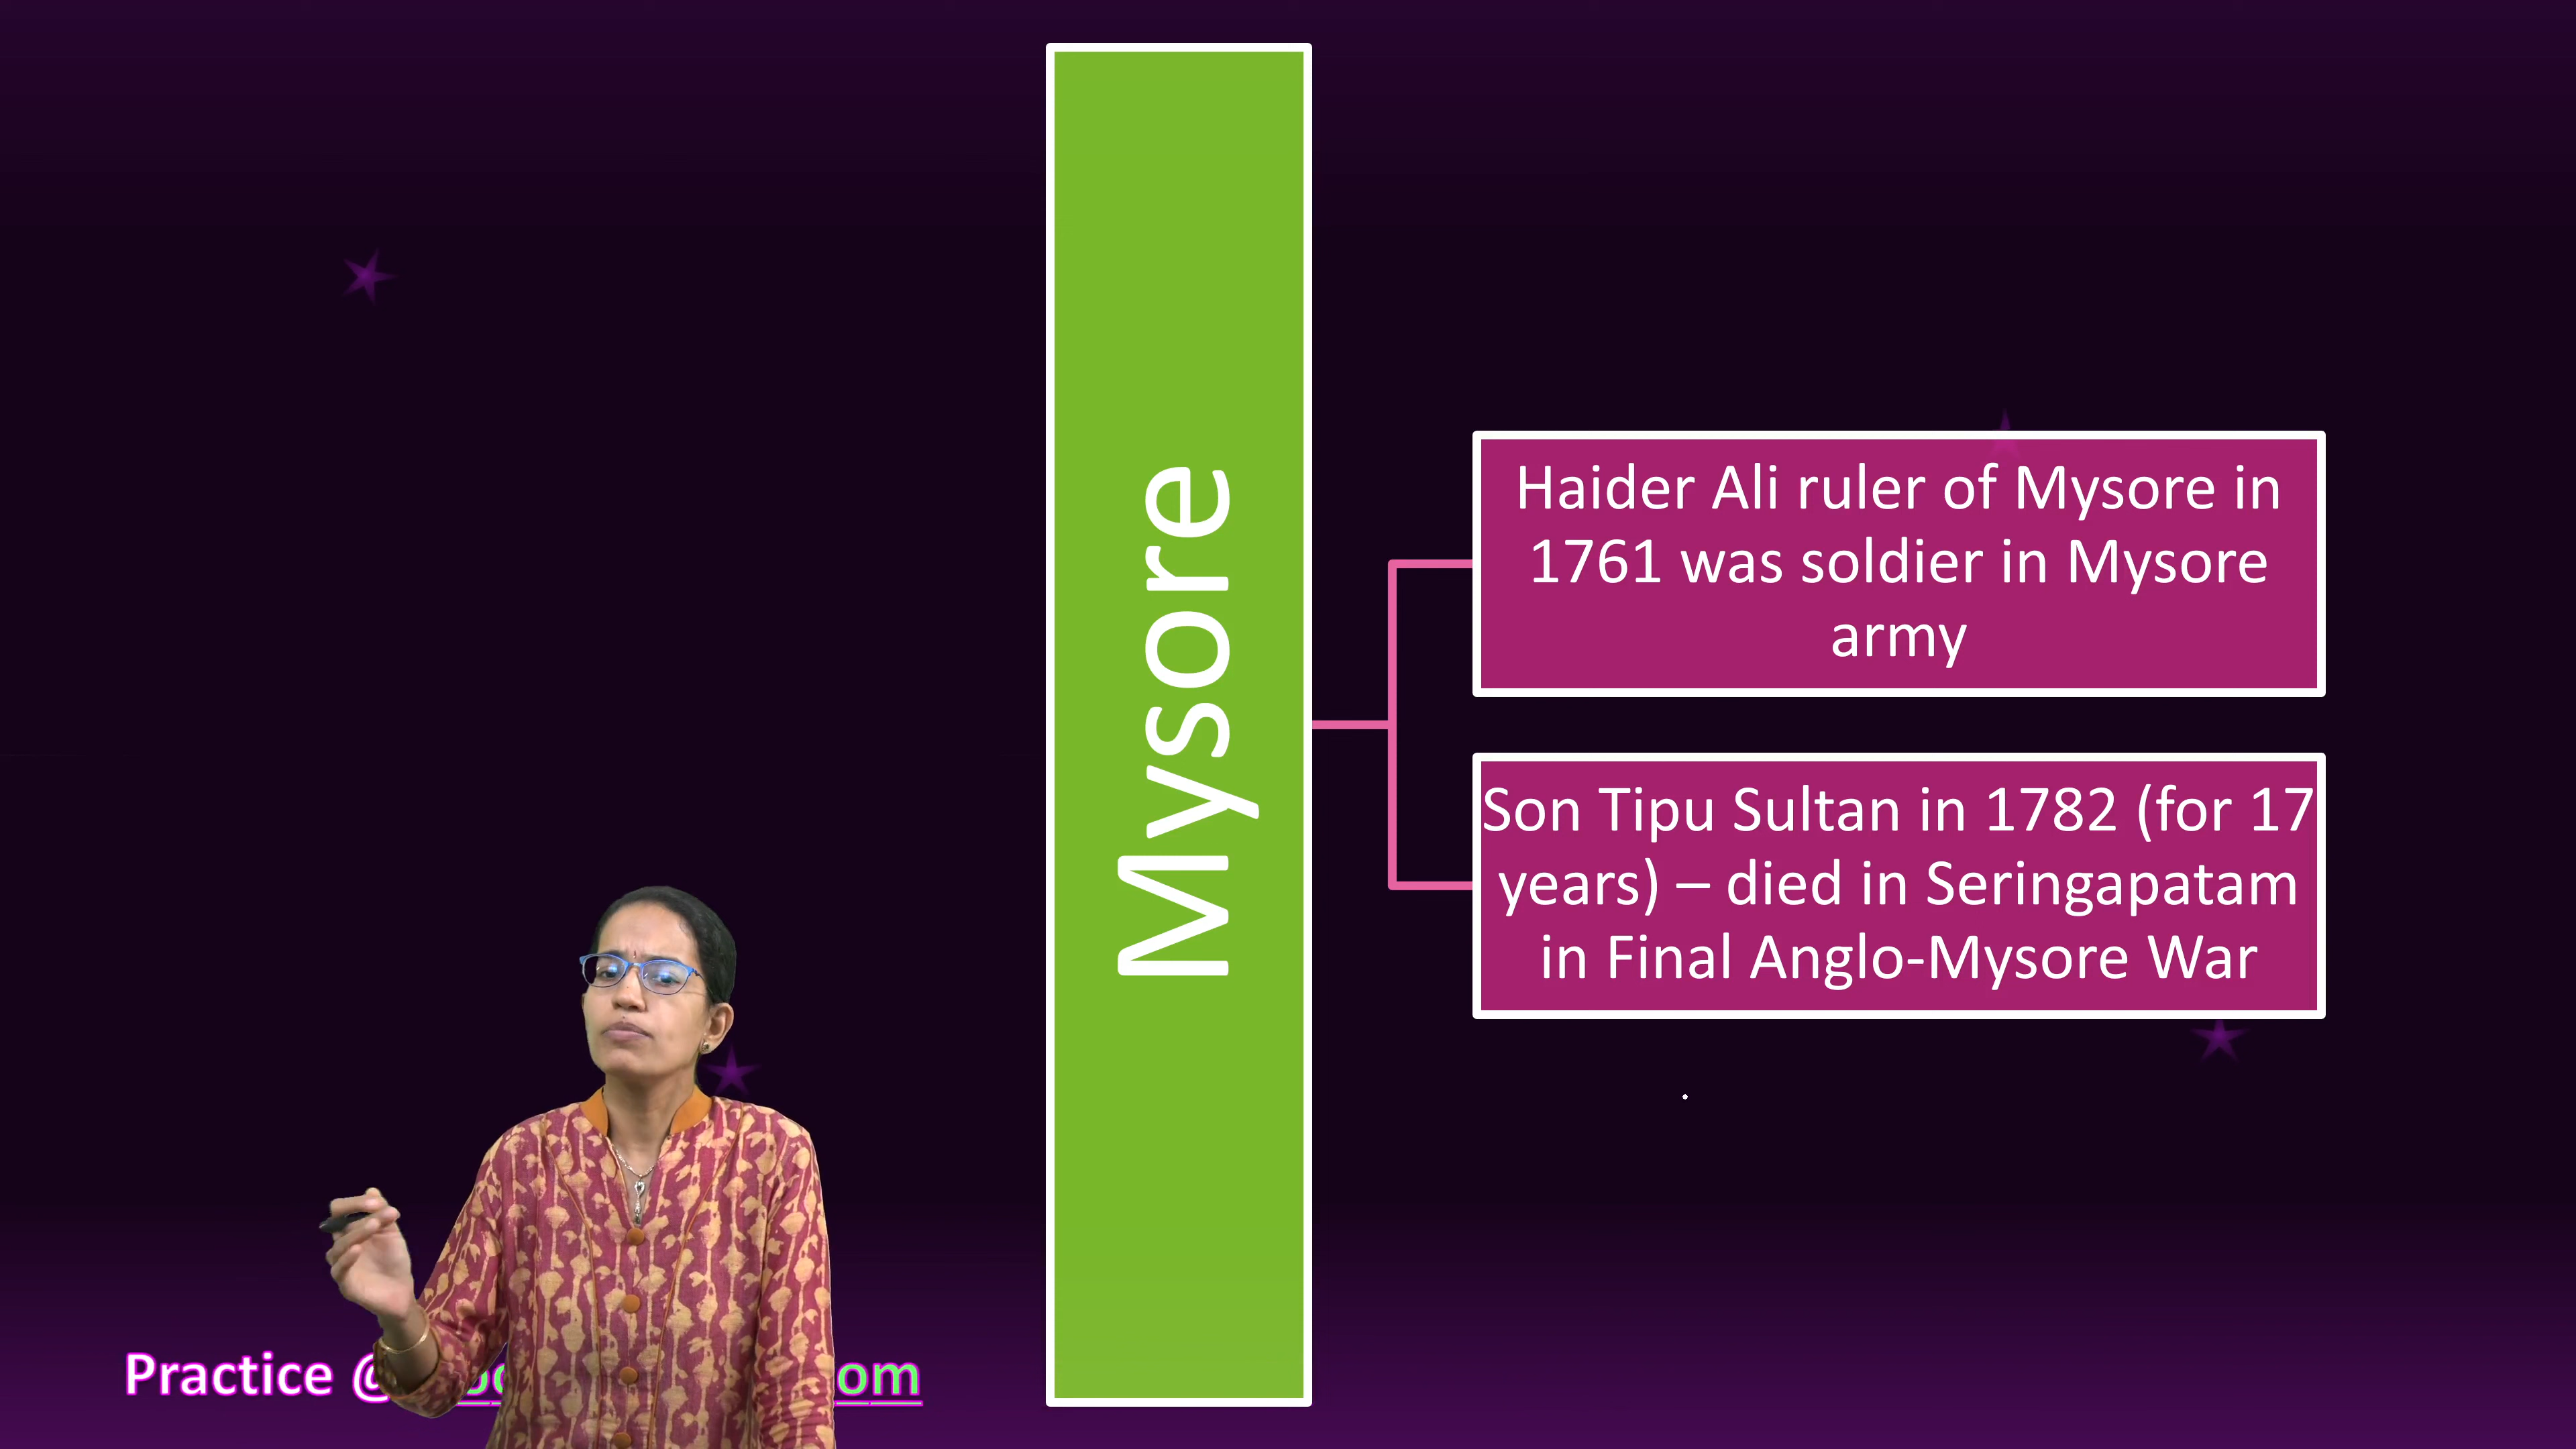 Mysore
Haider Ali ruler of Mysore in
1761 was soldier in Mysore
army
Son Tipu Sultan in 1782 (for 17
years) – died in Seringapatam
in Final Anglo-Mysore War
Practice @